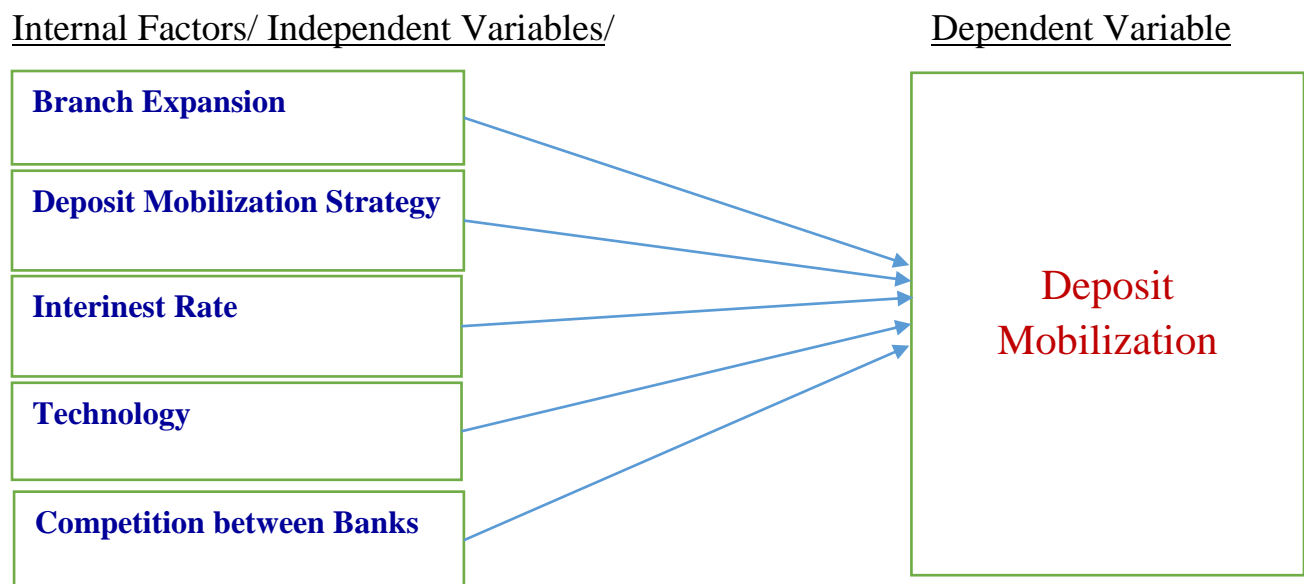 Internal Factors/ Independent Variables/
Dependent Variable
Branch Expansion
Deposit Mobilization Strategy
Interinest Rate
Technology
Competition between Banks
Deposit
Mobilization